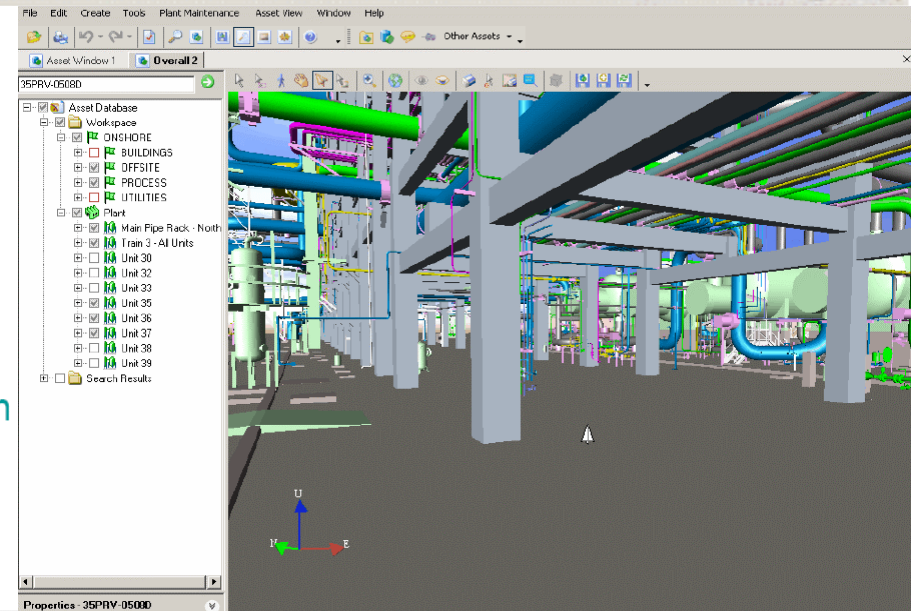 File Edit Create Tools Plant Maintenance Asset View Window Help
Other Assets
Asset Window 1 Overall 2
35PRV-0508D
Asset Database
Workspace
ONSHORE
BUILDINGS
OFFSITE
PROCESS
UTILITIES
Plant
Main Pipe Rack - North
Train 3 - All Units
Unit 30
Unit 32
Unit 33
Unit 35
Unit 36
Unit 37
Unit 38
Unit 39
Search Results
n
U
N E
Properties - 35PRV-0508D